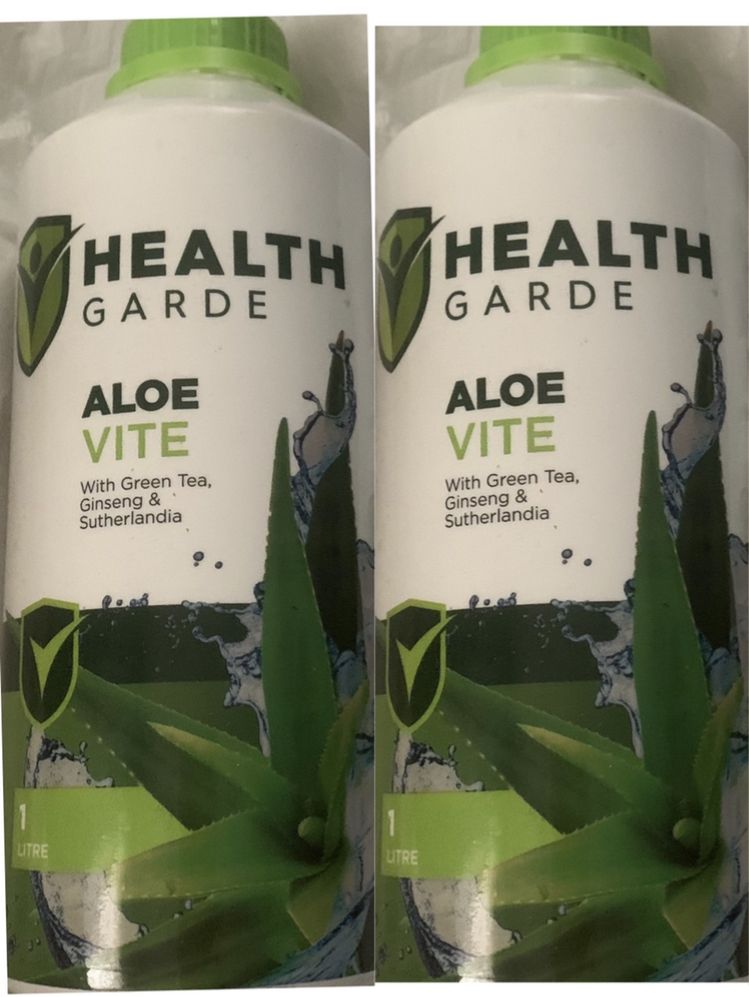 HEALTH
GARDE
ALOE
VITE
With Green Tea,
Ginseng &
Sutherlandia
1
LITRE
HEALTH
GARDE
ALOE
VITE
With Green Tea,
Ginseng &
Sutherlandia
1
LITRE